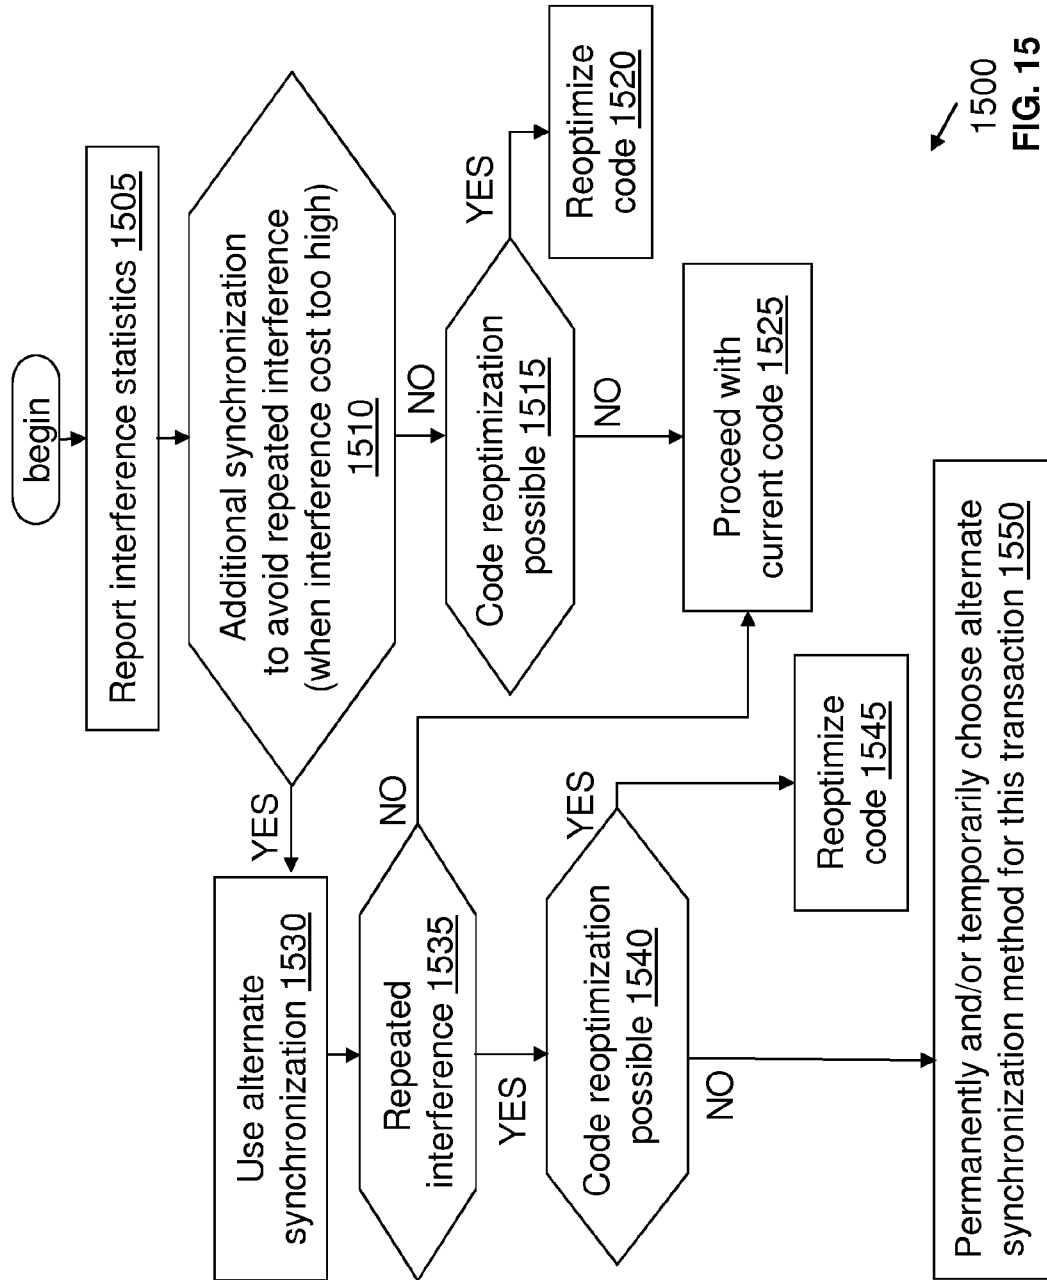 begin
Report interference statistics 1505
Additional synchronization
to avoid repeated interference
(when interference cost too high)
1510
YES
NO
Use alternate
synchronization 1530
Code reoptimization
possible 1515
YES
NO
Reoptimize
code 1520
Repeated
interference 1535
NO
YES
Proceed with
current code 1525
Code reoptimization
possible 1540
YES
NO
Reoptimize
code 1545
Permanently and/or temporarily choose alternate
synchronization method for this transaction 1550
1500
FIG. 15